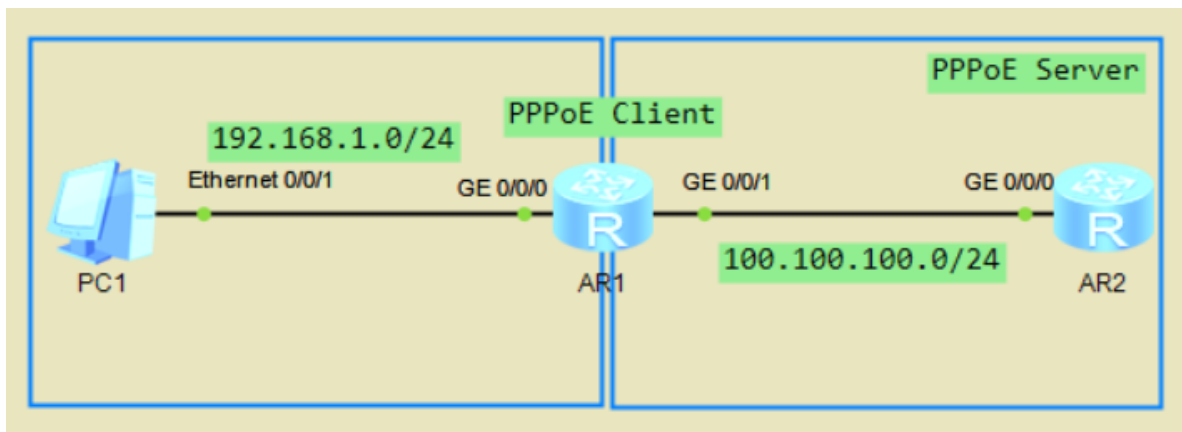 PPPoE Server
PPPoE Client
192.168.1.0/24
Ethernet 0/0/1
GE 0/0/0
GE 0/0/1
GE 0/0/0
R
R
100.100.100.0/24
PC1
AR1
AR2